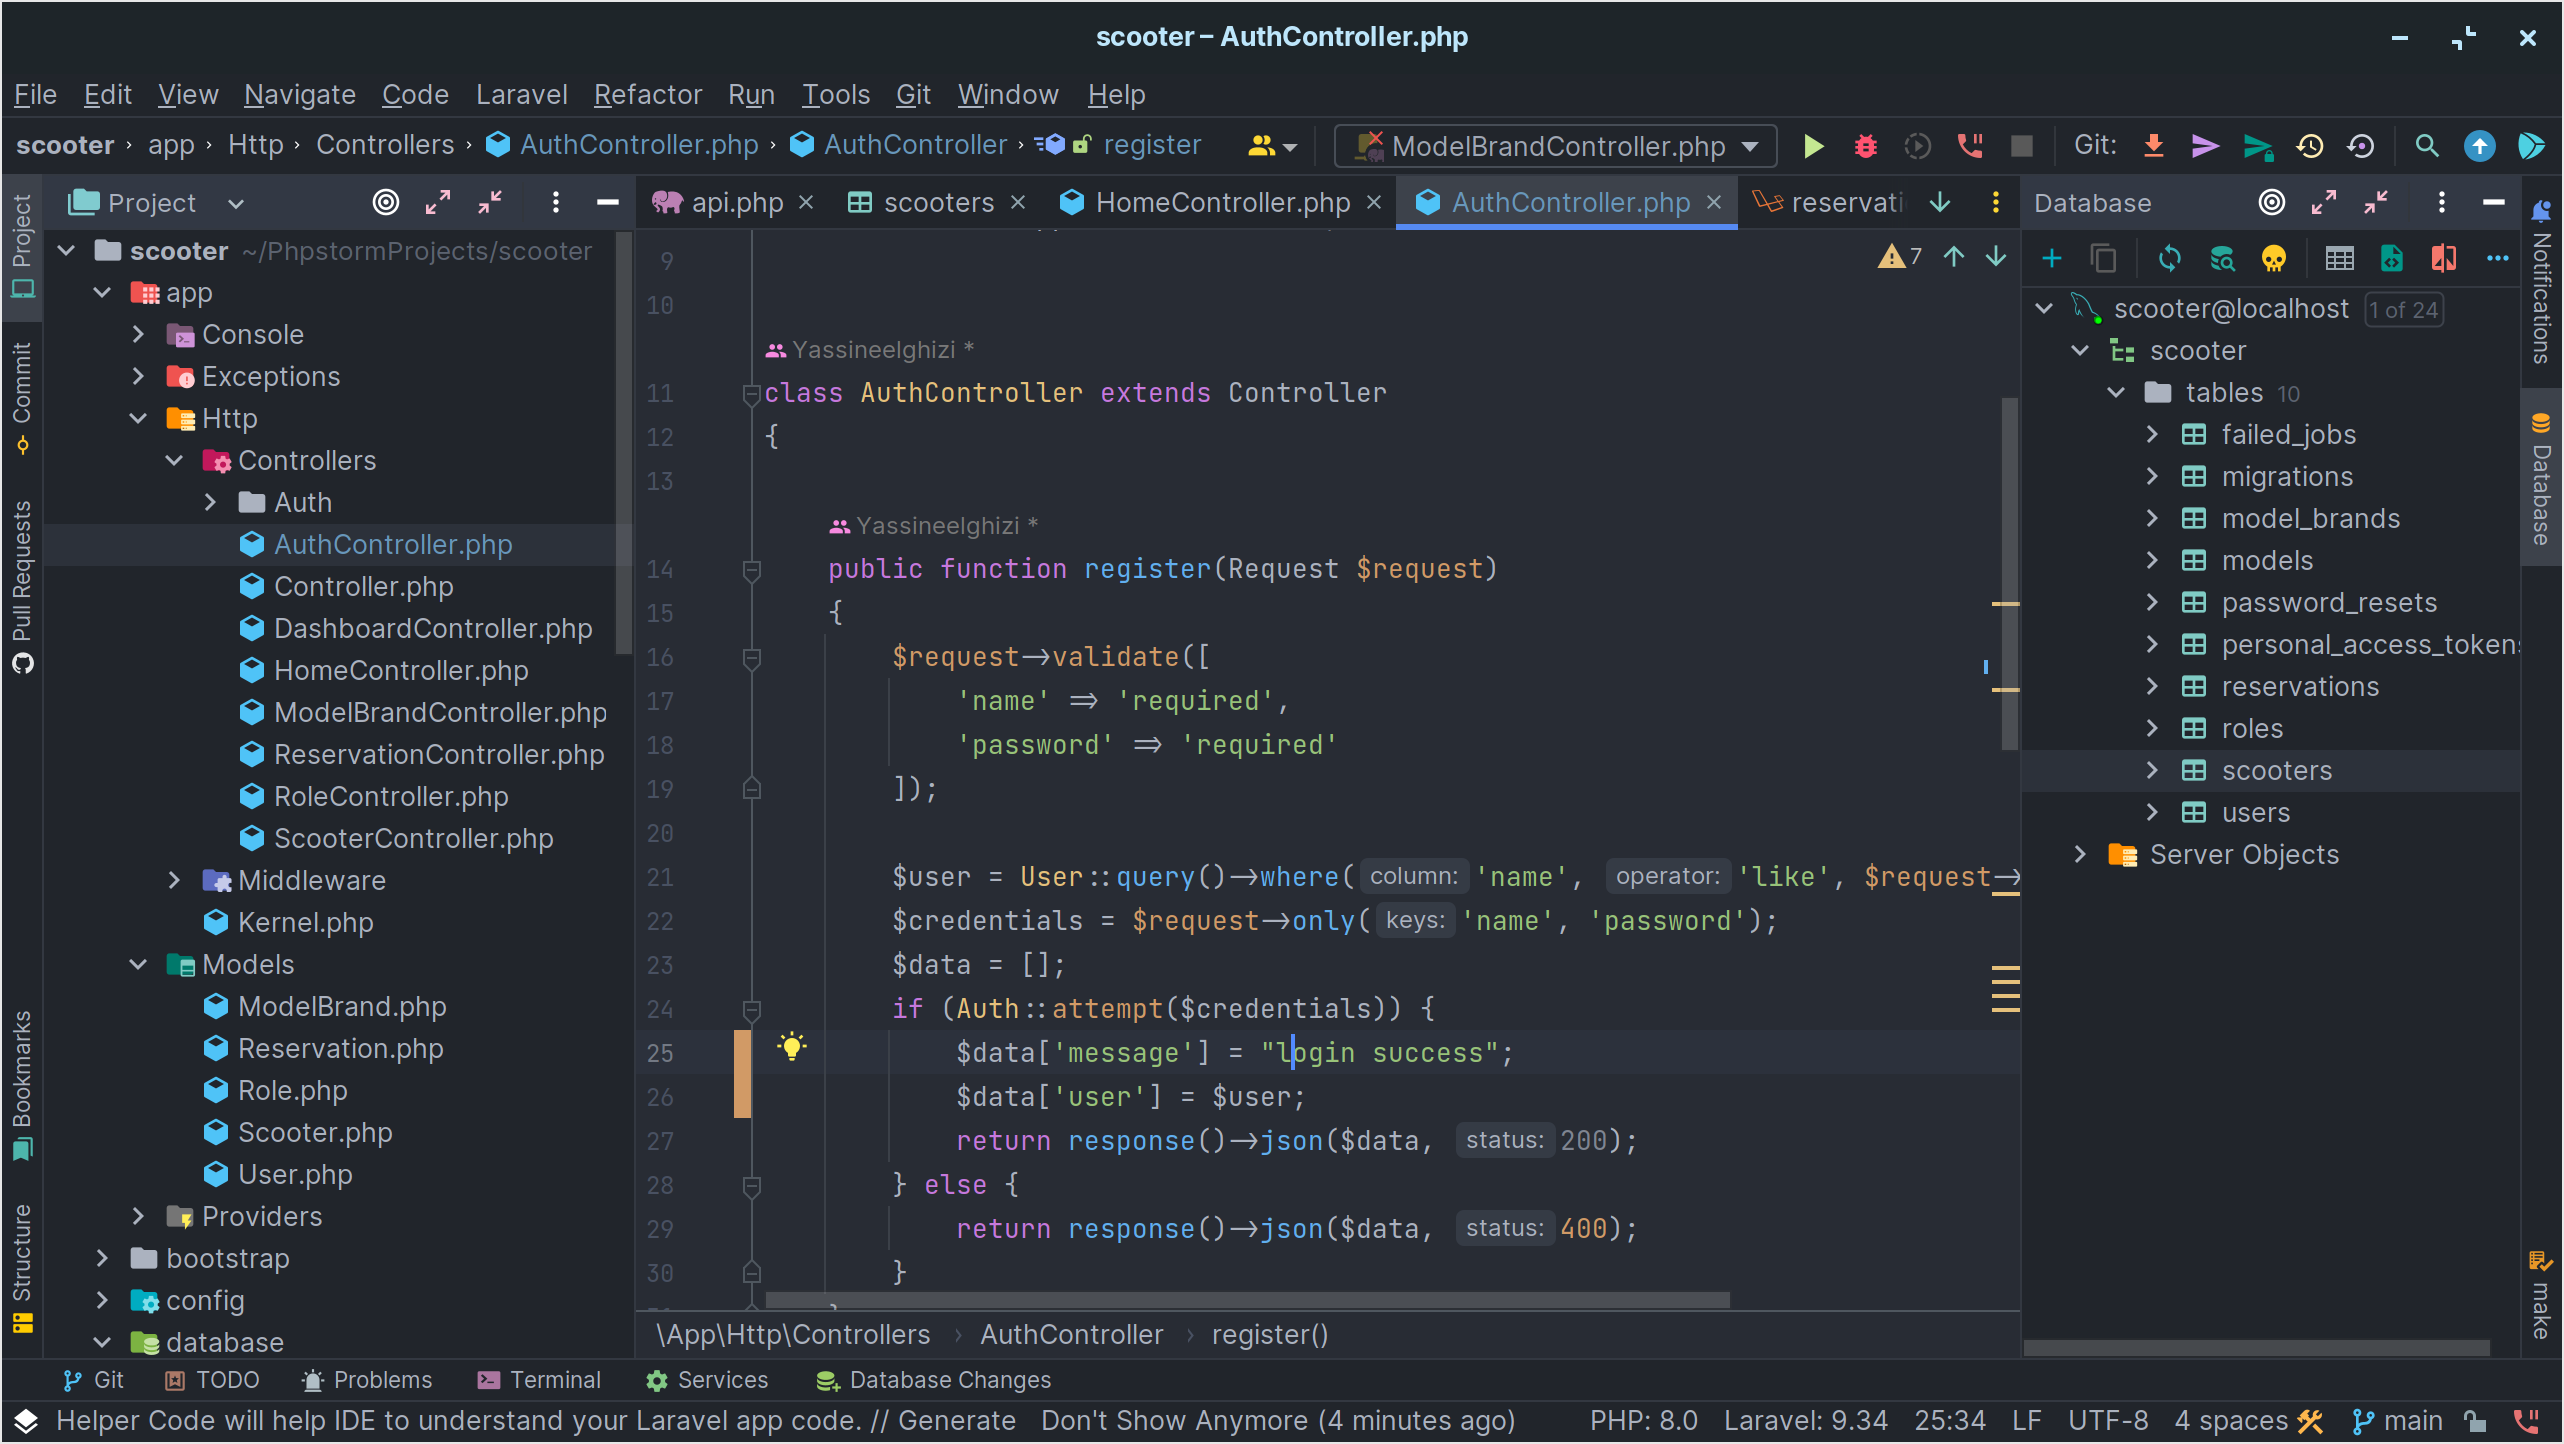 scooter – AuthController.php
File Edit View Navigate Code Laravel Refactor Run Tools Git Window Help
scooter › app › Http › Controllers › AuthController.php › AuthController › register
ModelBrandController.php
Git:
Project
api.php
scooters
HomeController.php
AuthController.php
reservati
Database
Project
Commit
Pull Requests
Bookmarks
Structure
scooter ~/PhpstormProjects/scooter
app
Console
Exceptions
Http
Controllers
Auth
AuthController.php
Controller.php
DashboardController.php
HomeController.php
ModelBrandController.php
ReservationController.php
RoleController.php
ScooterController.php
Middleware
Kernel.php
Models
ModelBrand.php
Reservation.php
Role.php
Scooter.php
User.php
Providers
bootstrap
config
database
7
9
10
Yassineelghizi *
11 class AuthController extends Controller
12 {
13
Yassineelghizi *
14 public function register(Request $request)
15 {
16 $request->validate([
17 'name' => 'required',
18 'password' => 'required'
19 ]);
20
21 $user = User::query()->where( column: 'name', operator: 'like', $request->
22 $credentials = $request->only( keys: 'name', 'password');
23 $data = [];
24 if (Auth::attempt($credentials)) {
25 $data['message'] = "login success";
26 $data['user'] = $user;
27 return response()->json($data, status: 200);
28 } else {
29 return response()->json($data, status: 400);
30 }
\App\Http\Controllers › AuthController › register()
scooter@localhost 1 of 24
scooter
tables 10
failed_jobs
migrations
model_brands
models
password_resets
personal_access_tokens
reservations
roles
scooters
users
Server Objects
Notifications
Database
make
Git TODO Problems Terminal Services Database Changes
Helper Code will help IDE to understand your Laravel app code. // Generate Don't Show Anymore (4 minutes ago) PHP: 8.0 Laravel: 9.34 25:34 LF UTF-8 4 spaces main